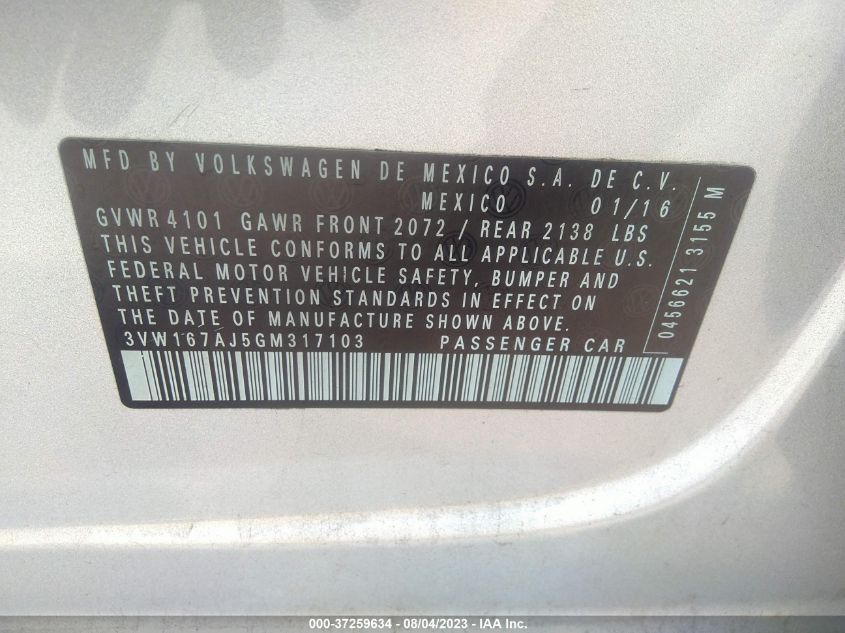 MFD BY VOLKSWAGEN DE MEXICO S.A. DE C.V.
MEXICO 01/16
GVWR 4101 GAWR FRONT 2072 / REAR 2138 LBS
THIS VEHICLE CONFORMS TO ALL APPLICABLE U.S.
FEDERAL MOTOR VEHICLE SAFETY, BUMPER AND
THEFT PREVENTION STANDARDS IN EFFECT ON
THE DATE OF MANUFACTURE SHOWN ABOVE.
3VW167AJ5GM317103 PASSENGER CAR
0456621 3155 M
000-37259634 - 08/04/2023 - IAA Inc.